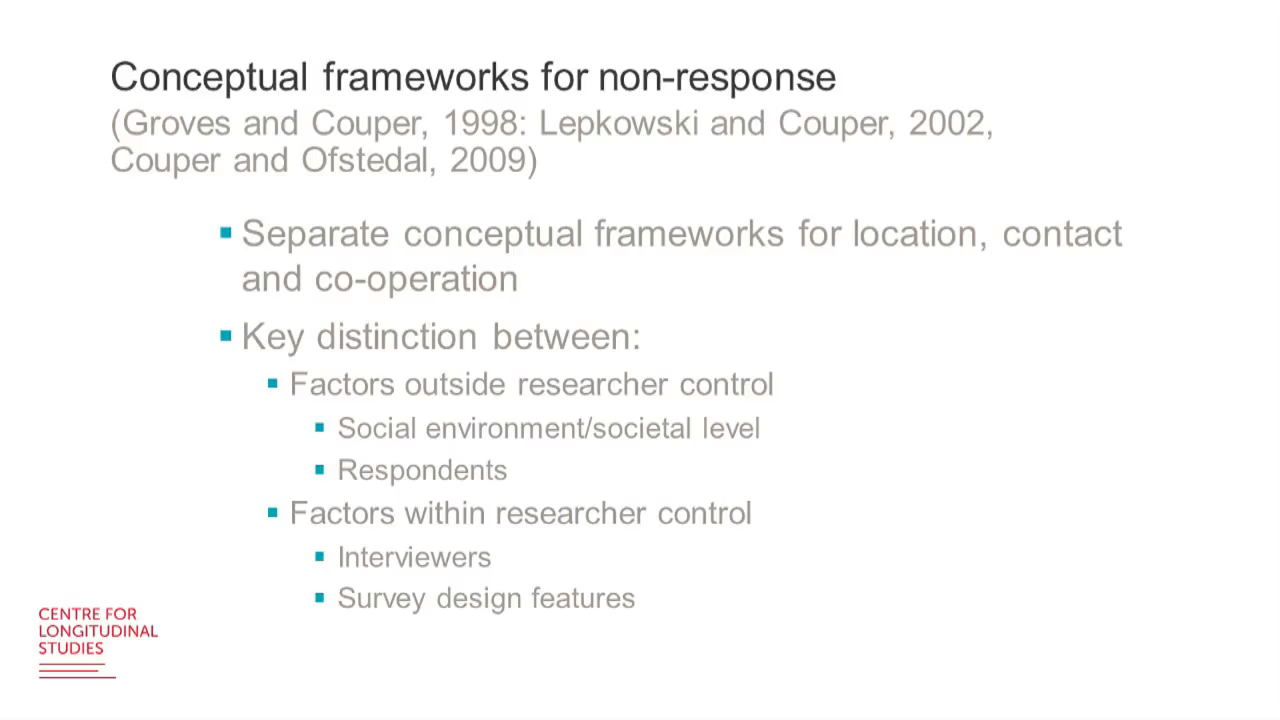 Conceptual frameworks for non-response
(Groves and Couper, 1998: Lepkowski and Couper, 2002,
Couper and Ofstedal, 2009)
Separate conceptual frameworks for location, contact
and co-operation
Key distinction between:
Factors outside researcher control
Social environment/societal level
Respondents
Factors within researcher control
Interviewers
Survey design features
CENTRE FOR
LONGITUDINAL
STUDIES